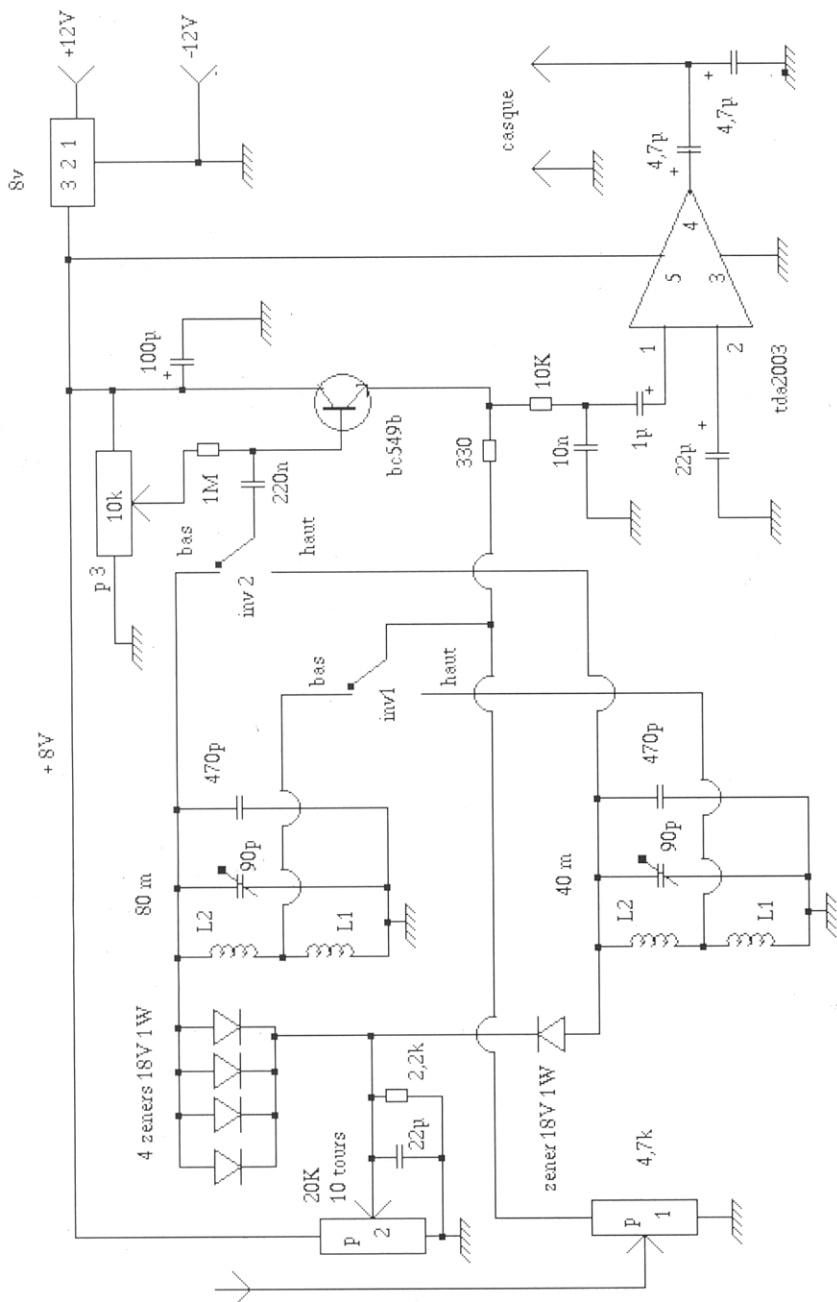 +12V
-12V
8v
3 2 1
+ 8V
100µ
p 3
10k
1M
220n
bc549b
bas
haut
inv 2
bas
haut
inv1
330
10K
10n
1µ
+
+
1
2
3
4
5
22µ
+
tda2003
4,7µ
+
4,7µ
+
casque
80 m
L2
L1
90p
470p
4 zeners 18V 1W
20K
10 tours
p
2
22µ
2,2k
zener 18V 1W
40 m
L2
L1
90p
470p
4,7k
p
1